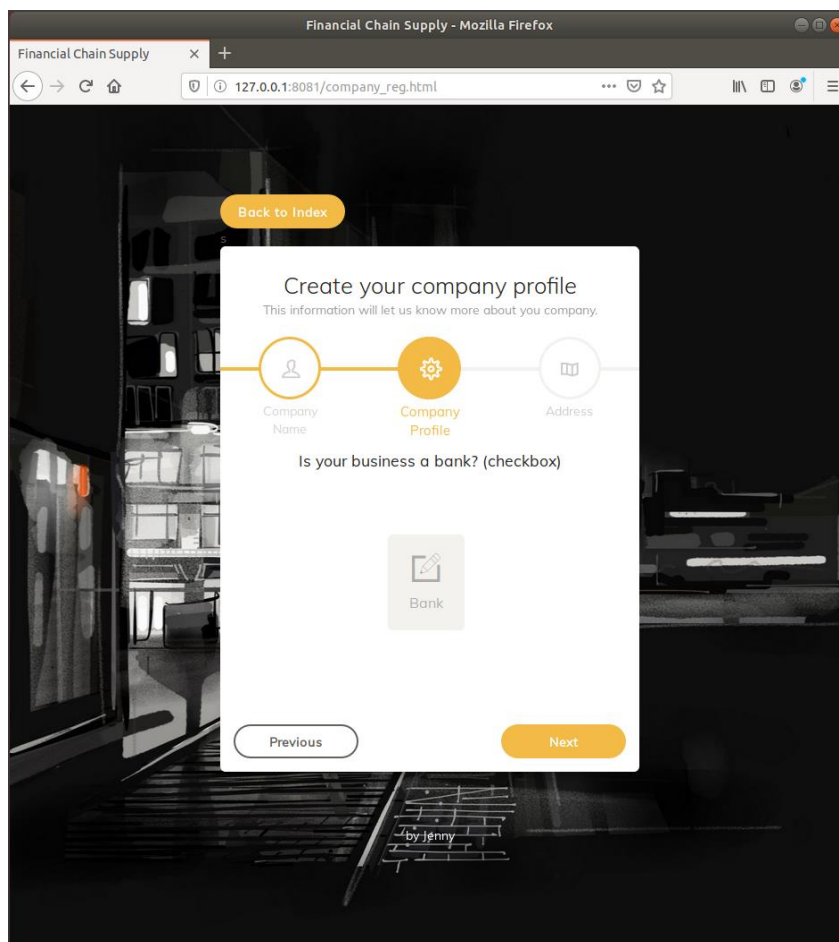 Financial Chain Supply - Mozilla Firefox
Financial Chain Supply
127.0.0.1:8081/company_reg.html
Back to Index
s
Create your company profile
This information will let us know more about you company.
Company
Name
Company
Profile
Address
Is your business a bank? (checkbox)
Bank
Previous
Next
by Jenny